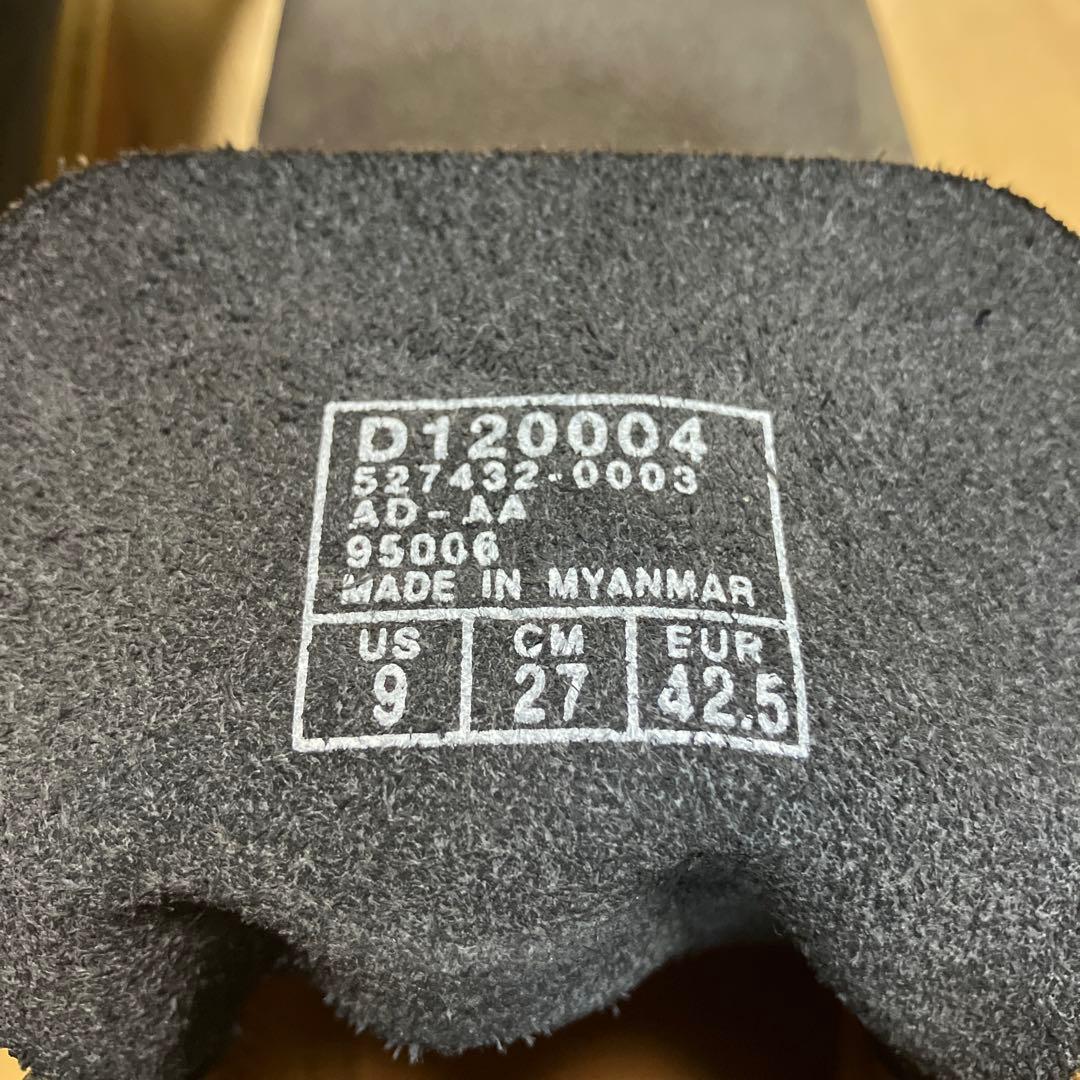 D120004
527432-0003
AD-AA
95006
MADE IN MYANMAR
US CM EUR
9 27 42.5